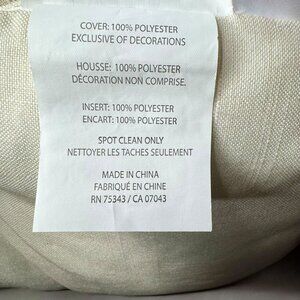 COVER: 100% POLYESTER
EXCLUSIVE OF DECORATIONS
HOUSSE: 100% POLYESTER
DÉCORATION NON COMPRISE.
INSERT: 100% POLYESTER
ENCART: 100% POLYESTER
SPOT CLEAN ONLY
NETTOYER LES TACHES SEULEMENT
MADE IN CHINA
FABRIQUÉ EN CHINE
RN 75343 / CA 07043